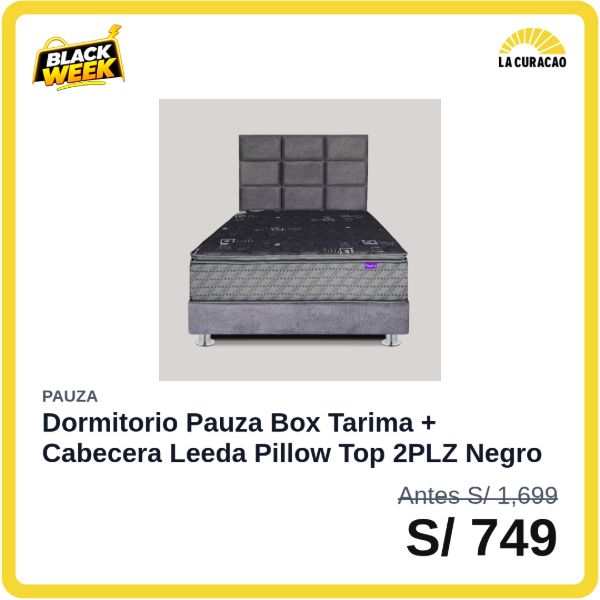 BLACK
WEEK
LA CURACAO
PAUZA
Dormitorio Pauza Box Tarima +
Cabecera Leeda Pillow Top 2PLZ Negro
Antes S/ 1,699
S/ 749